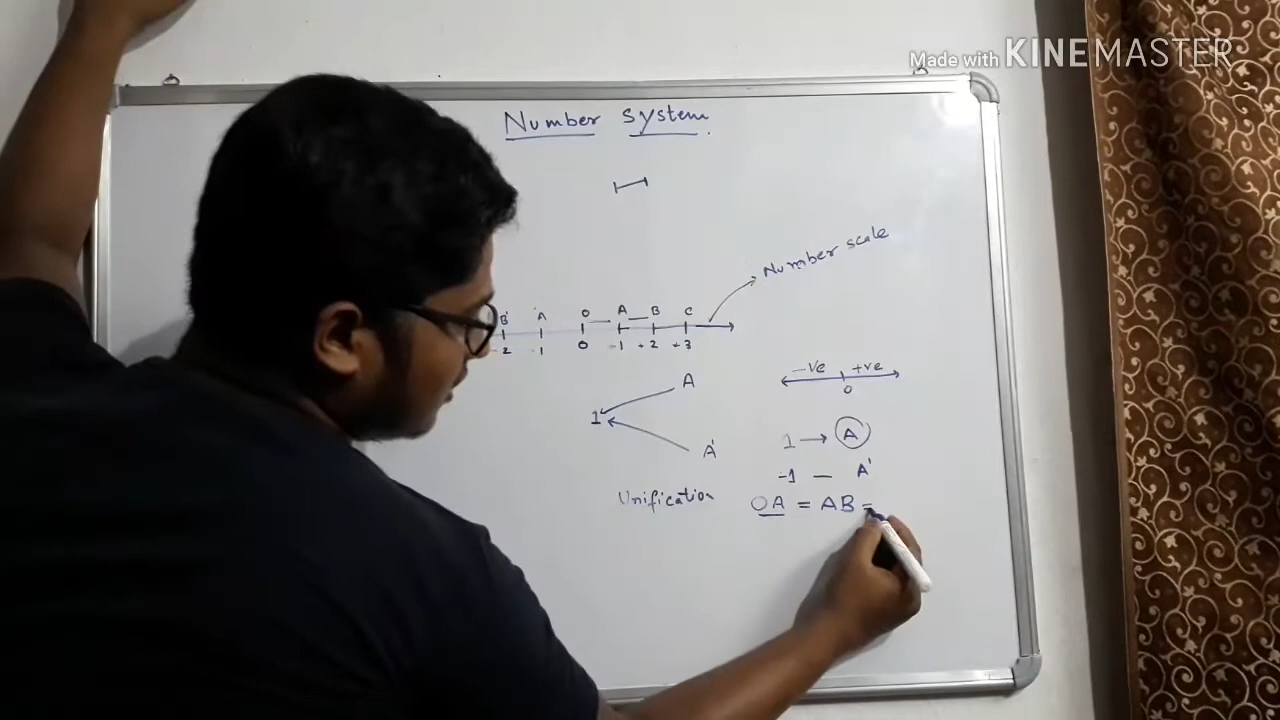 Made with KINEMASTER
Number system.
Number scale
B' A' O A B C
-2 -1 0 +1 +2 +3
-ve +ve
0
A
1
A'
1 → A
-1 — A'
Unification
OA = AB =